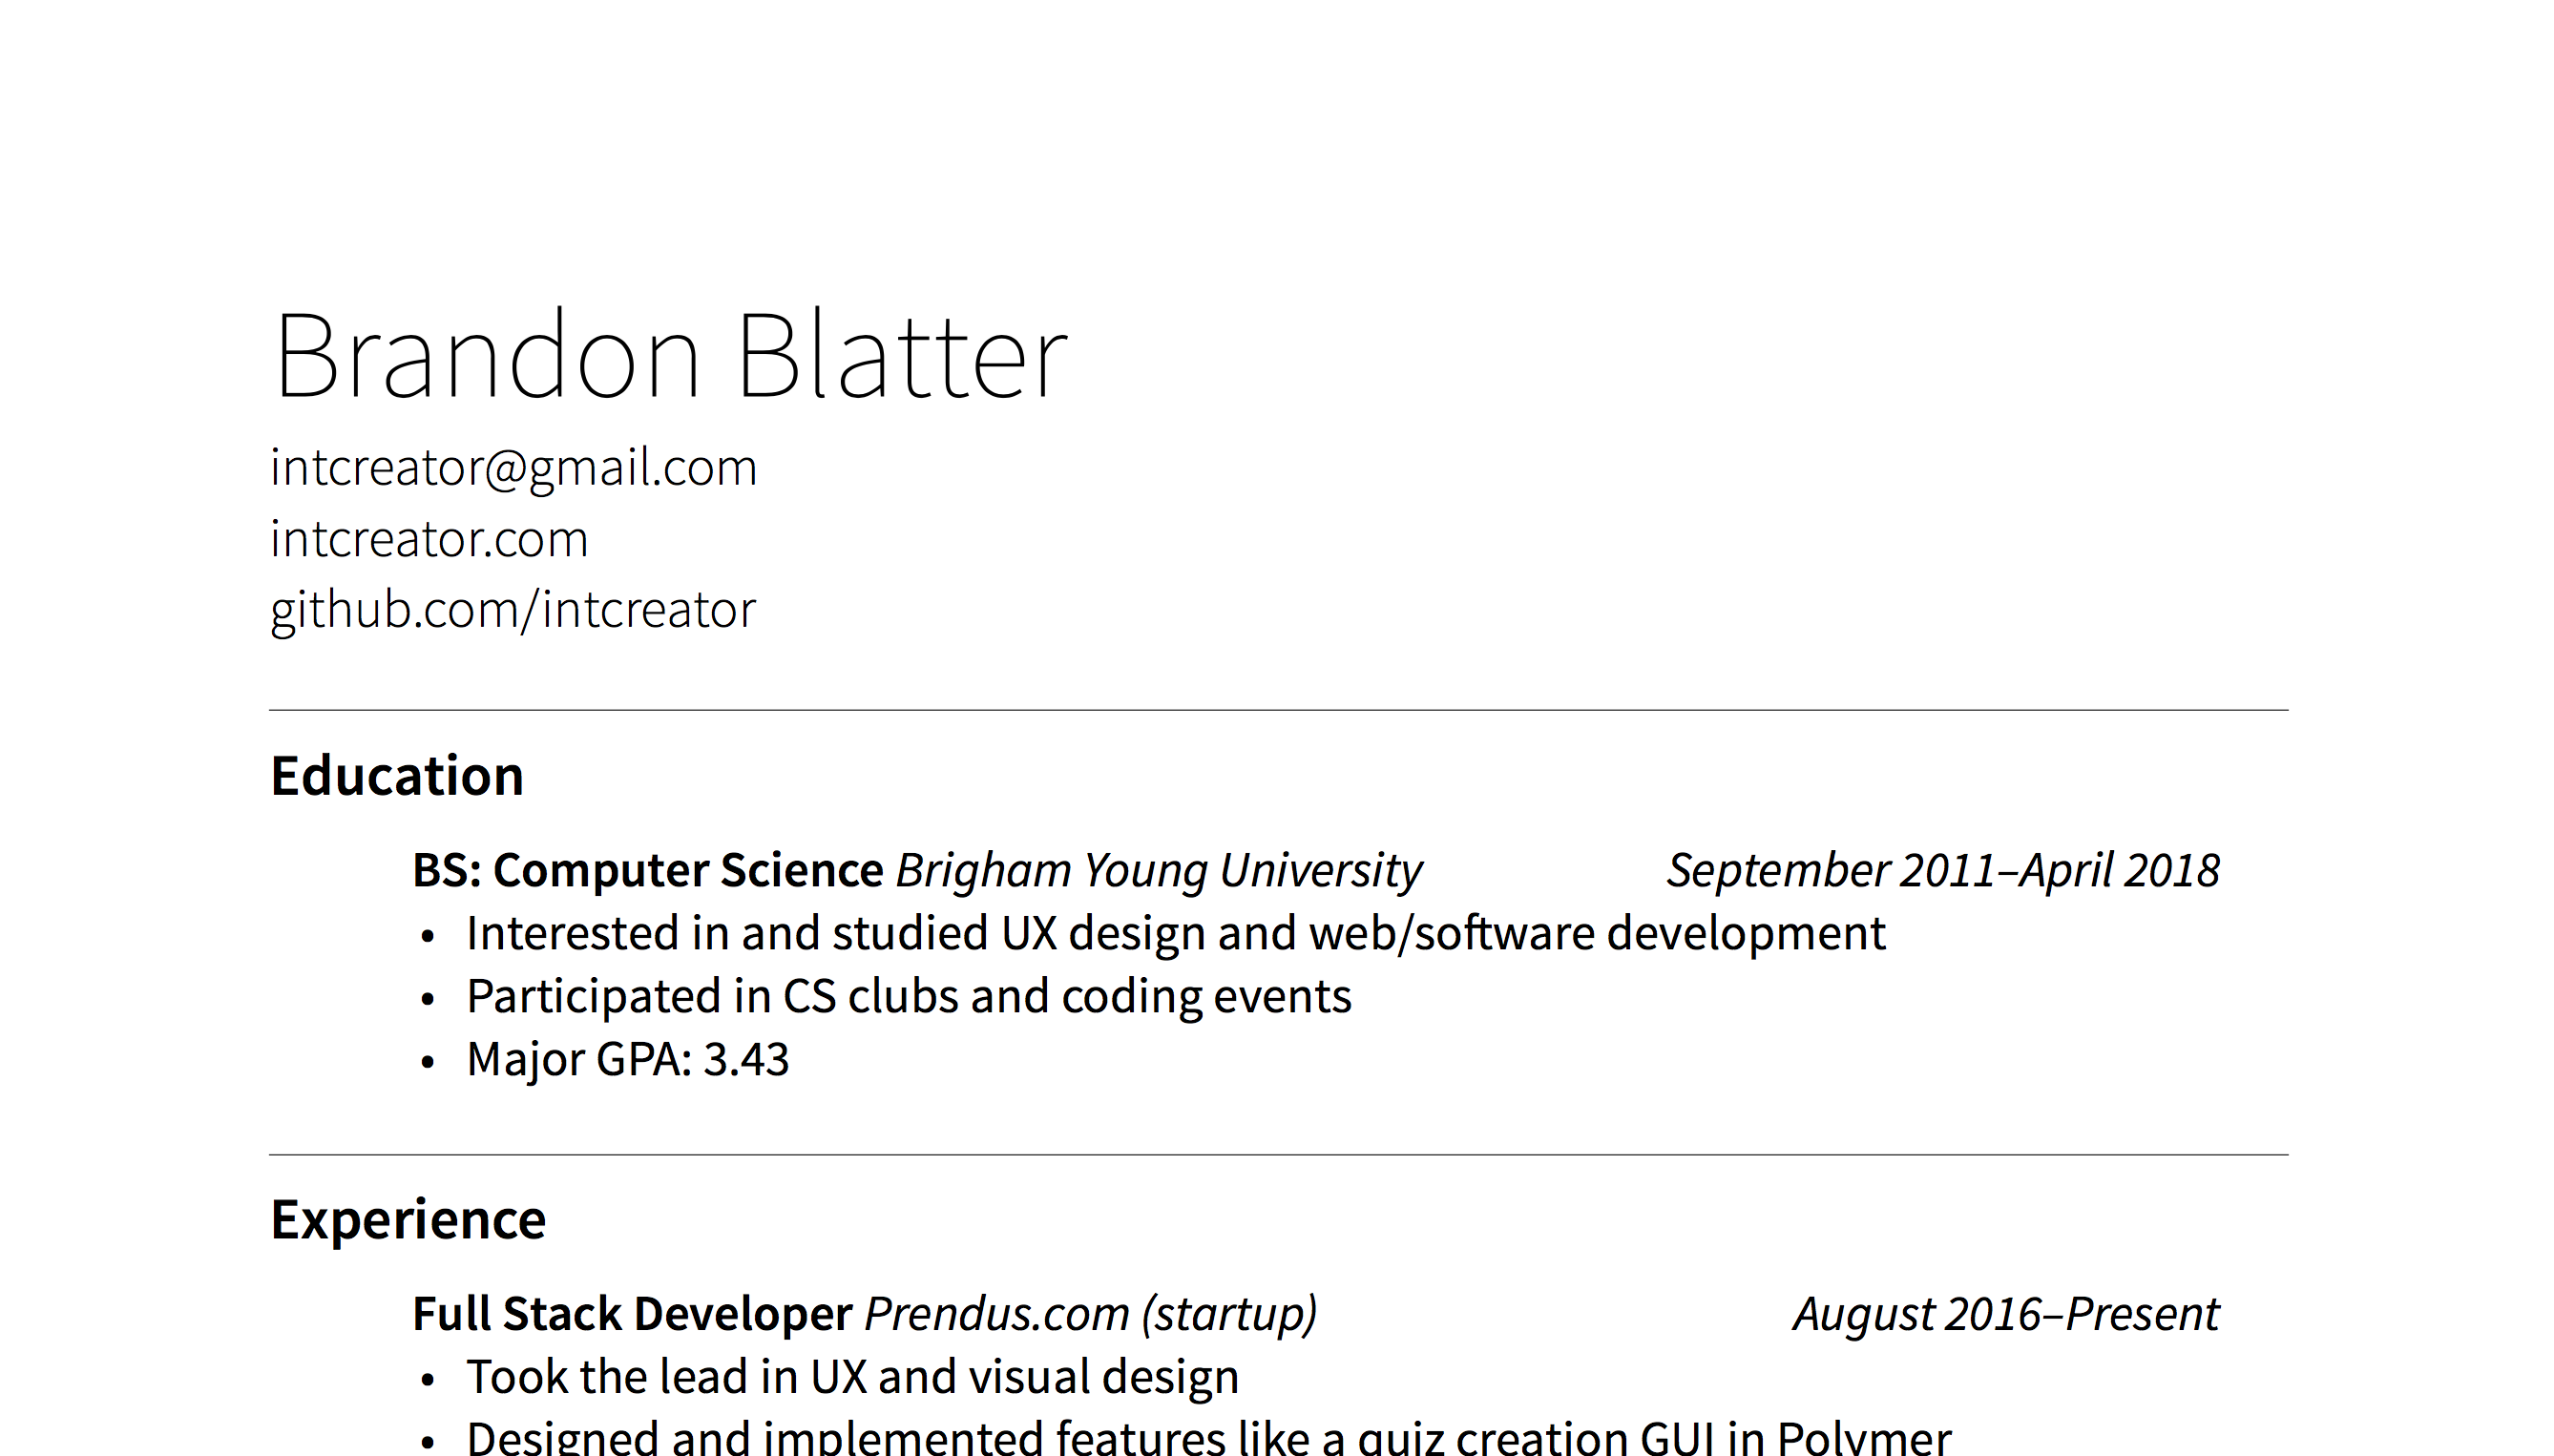 Brandon Blatter
intcreator@gmail.com
intcreator.com
github.com/intcreator
Education
BS: Computer Science Brigham Young University September 2011–April 2018
• Interested in and studied UX design and web/software development
• Participated in CS clubs and coding events
• Major GPA: 3.43
Experience
Full Stack Developer Prendus.com (startup) August 2016–Present
• Took the lead in UX and visual design
• Designed and implemented features like a quiz creation GUI in Polymer